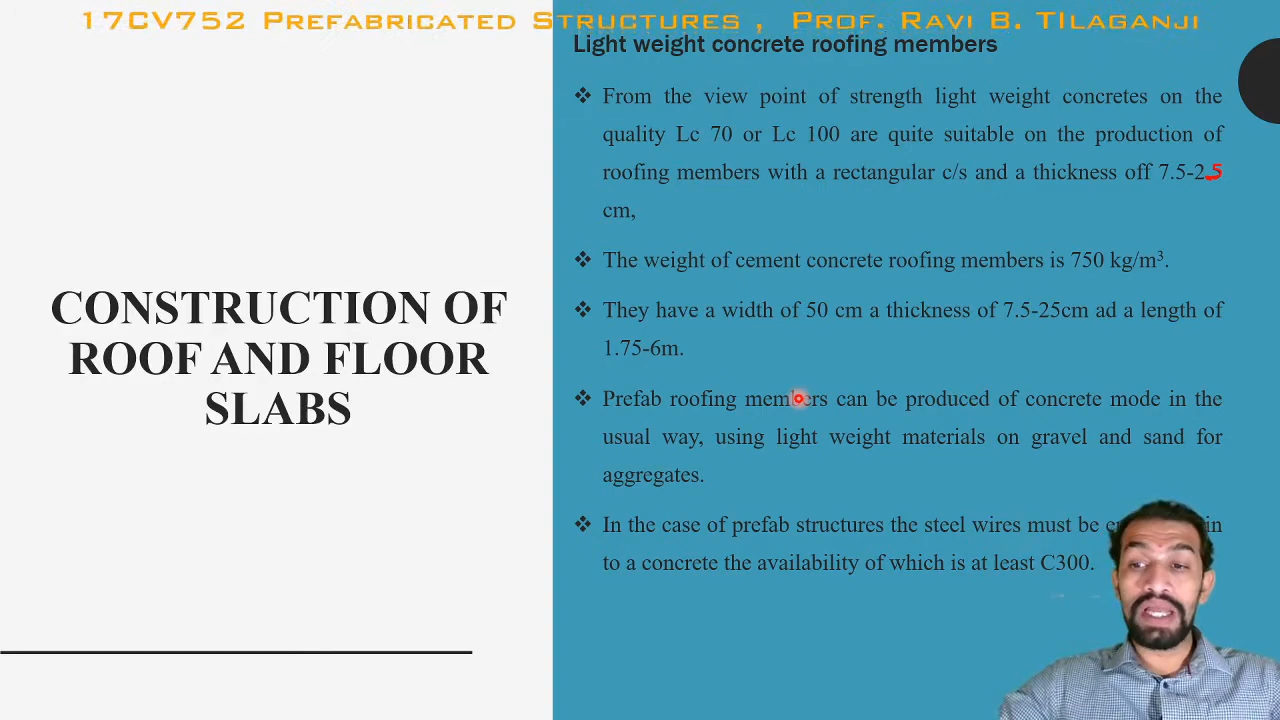 17CV752 Prefabricated Structures , Prof. Ravi B. TIlaganji
Light weight concrete roofing members
CONSTRUCTION OF
ROOF AND FLOOR
SLABS
❖ From the view point of strength light weight concretes on the
quality Lc 70 or Lc 100 are quite suitable on the production of
roofing members with a rectangular c/s and a thickness off 7.5-2.5
cm,
❖ The weight of cement concrete roofing members is 750 kg/m³.
❖ They have a width of 50 cm a thickness of 7.5-25cm ad a length of
1.75-6m.
❖ Prefab roofing members can be produced of concrete mode in the
usual way, using light weight materials on gravel and sand for
aggregates.
❖ In the case of prefab structures the steel wires must be in
to a concrete the availability of which is at least C300.